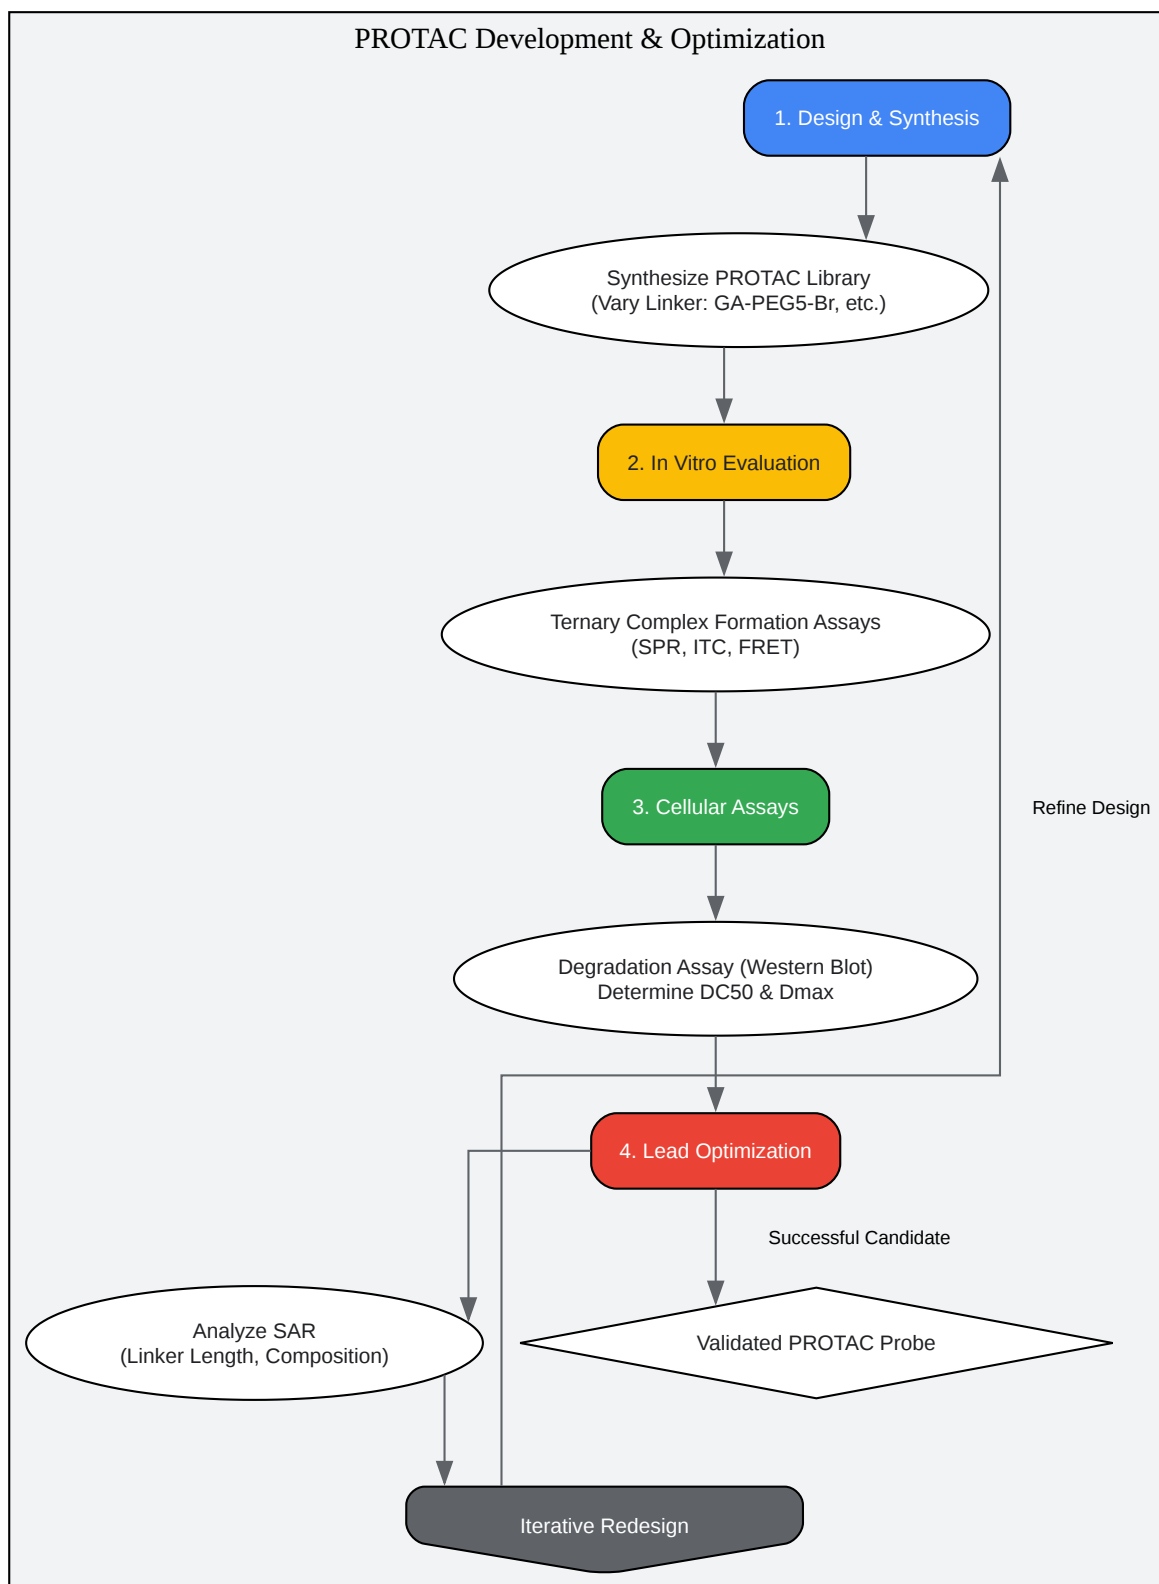 PROTAC Development & Optimization
1. Design & Synthesis
Synthesize PROTAC Library
(Vary Linker: GA-PEG5-Br, etc.)
2. In Vitro Evaluation
Ternary Complex Formation Assays
(SPR, ITC, FRET)
3. Cellular Assays
Refine Design
Degradation Assay (Western Blot)
Determine DC50 & Dmax
4. Lead Optimization
Successful Candidate
Analyze SAR
(Linker Length, Composition)
Validated PROTAC Probe
Iterative Redesign